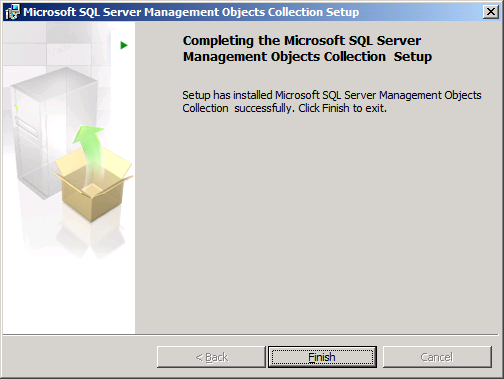 Microsoft SQL Server Management Objects Collection Setup
Completing the Microsoft SQL Server
Management Objects Collection  Setup
Setup has installed Microsoft SQL Server Management Objects
Collection  successfully. Click Finish to exit.
< Back
Finish
Cancel